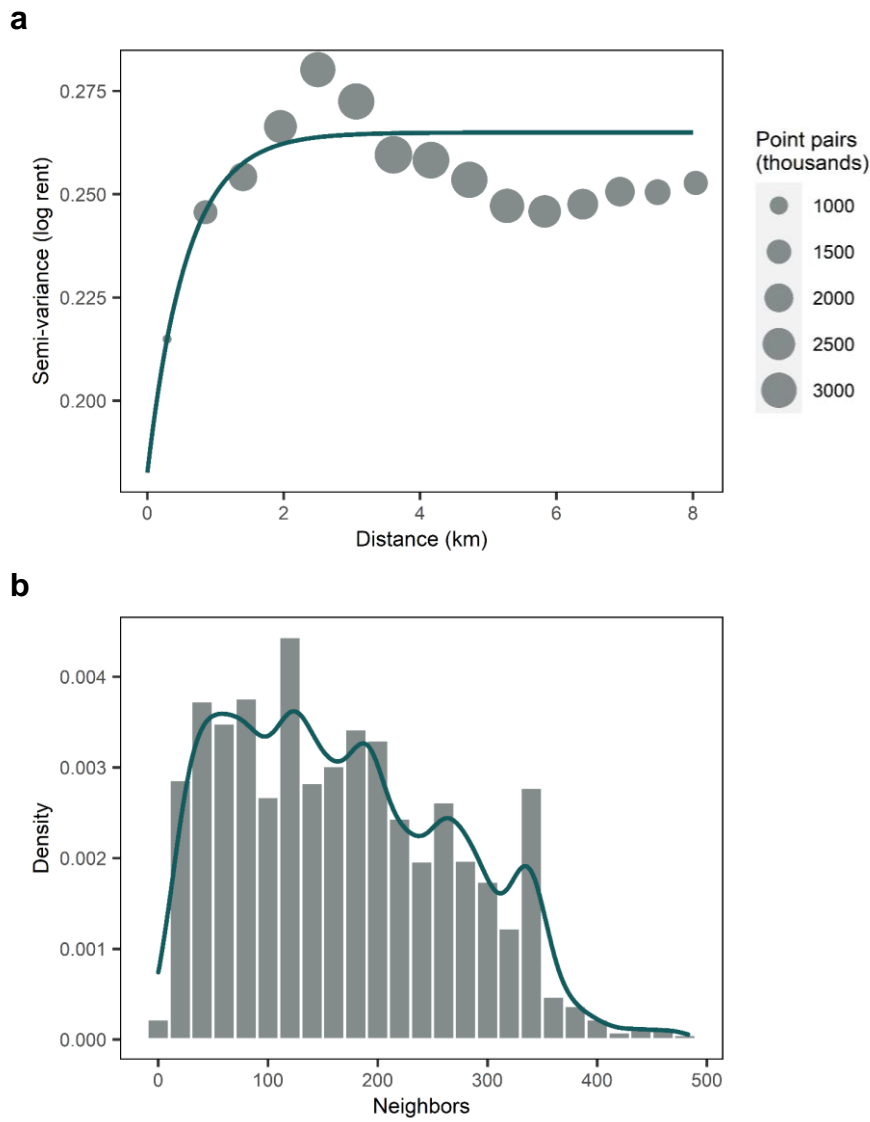 a
0.275
0.250
0.225
0.200
Semi-variance (log rent)
0 2 4 6 8
Distance (km)
Point pairs
(thousands)
1000
1500
2000
2500
3000
b
0.004
0.003
0.002
0.001
0.000
Density
0 100 200 300 400 500
Neighbors